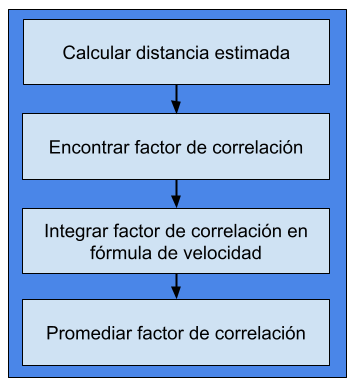 Calcular distancia estimada
Encontrar factor de correlación
Integrar factor de correlación en
fórmula de velocidad
Promediar factor de correlación